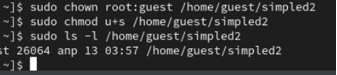 ~]$ sudo chown root:guest /home/guest/simpled2
~]$ sudo chmod u+s /home/guest/simpled2
~]$ sudo ls -l /home/guest/simpled2
st 26064 апр 13 03:57 /home/guest/simpled2
~]$